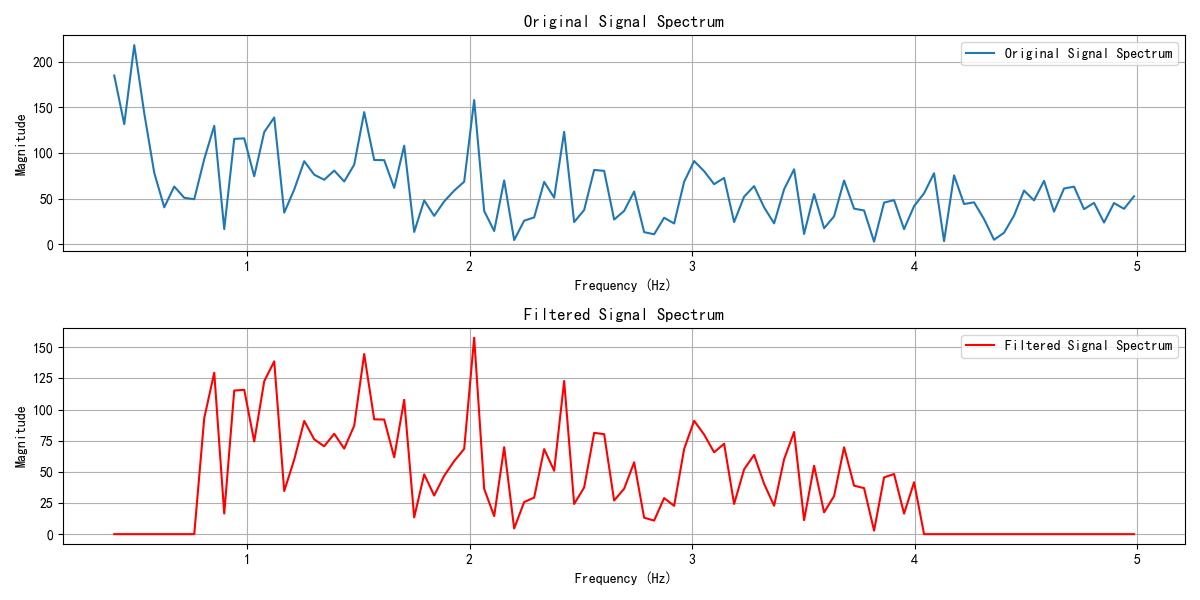 Original Signal Spectrum
200
150
100
50
0
Magnitude
Original Signal Spectrum
1
2
3
4
5
Frequency (Hz)
Filtered Signal Spectrum
150
125
100
75
50
25
0
Magnitude
Filtered Signal Spectrum
1
2
3
4
5
Frequency (Hz)